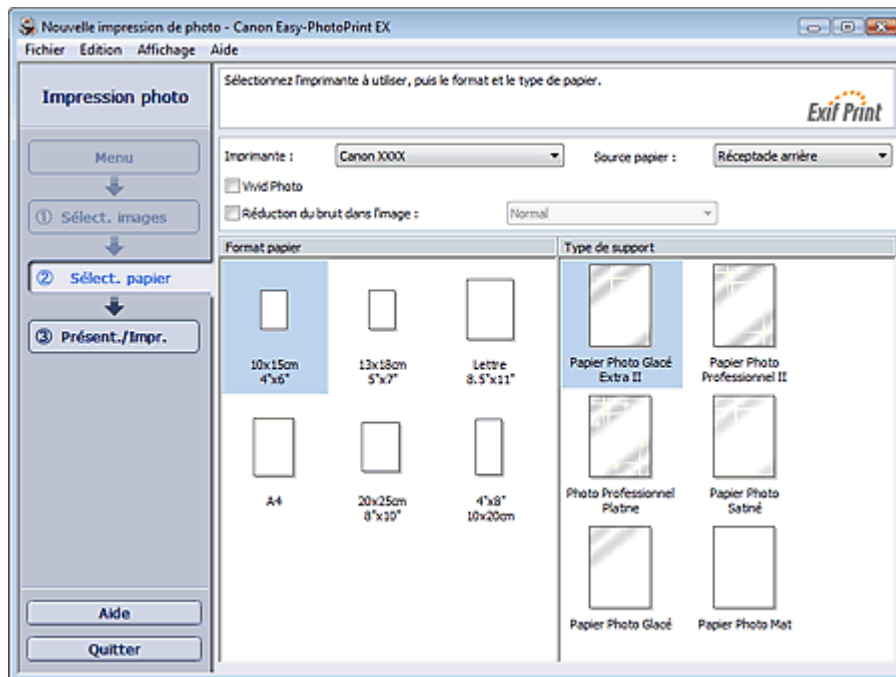 Nouvelle impression de photo - Canon Easy-PhotoPrint EX
Fichier Edition Affichage Aide
Impression photo
Sélectionnez l'imprimante à utiliser, puis le format et le type de papier.
Exif Print
Menu
① Sélect. images
② Sélect. papier
③ Présent./Impr.
Imprimante : Canon XXXX Source papier : Réceptacle arrière
Vivid Photo
Réduction du bruit dans l'image : Normal
Format papier
10x15cm
4"x6"
13x18cm
5"x7"
Lettre
8.5"x11"
A4
20x25cm
8"x10"
4"x8"
10x20cm
Type de support
Papier Photo Glacé
Extra II
Papier Photo
Professionnel II
Photo Professionnel
Platine
Papier Photo
Satiné
Papier Photo Glacé
Papier Photo Mat
Aide
Quitter